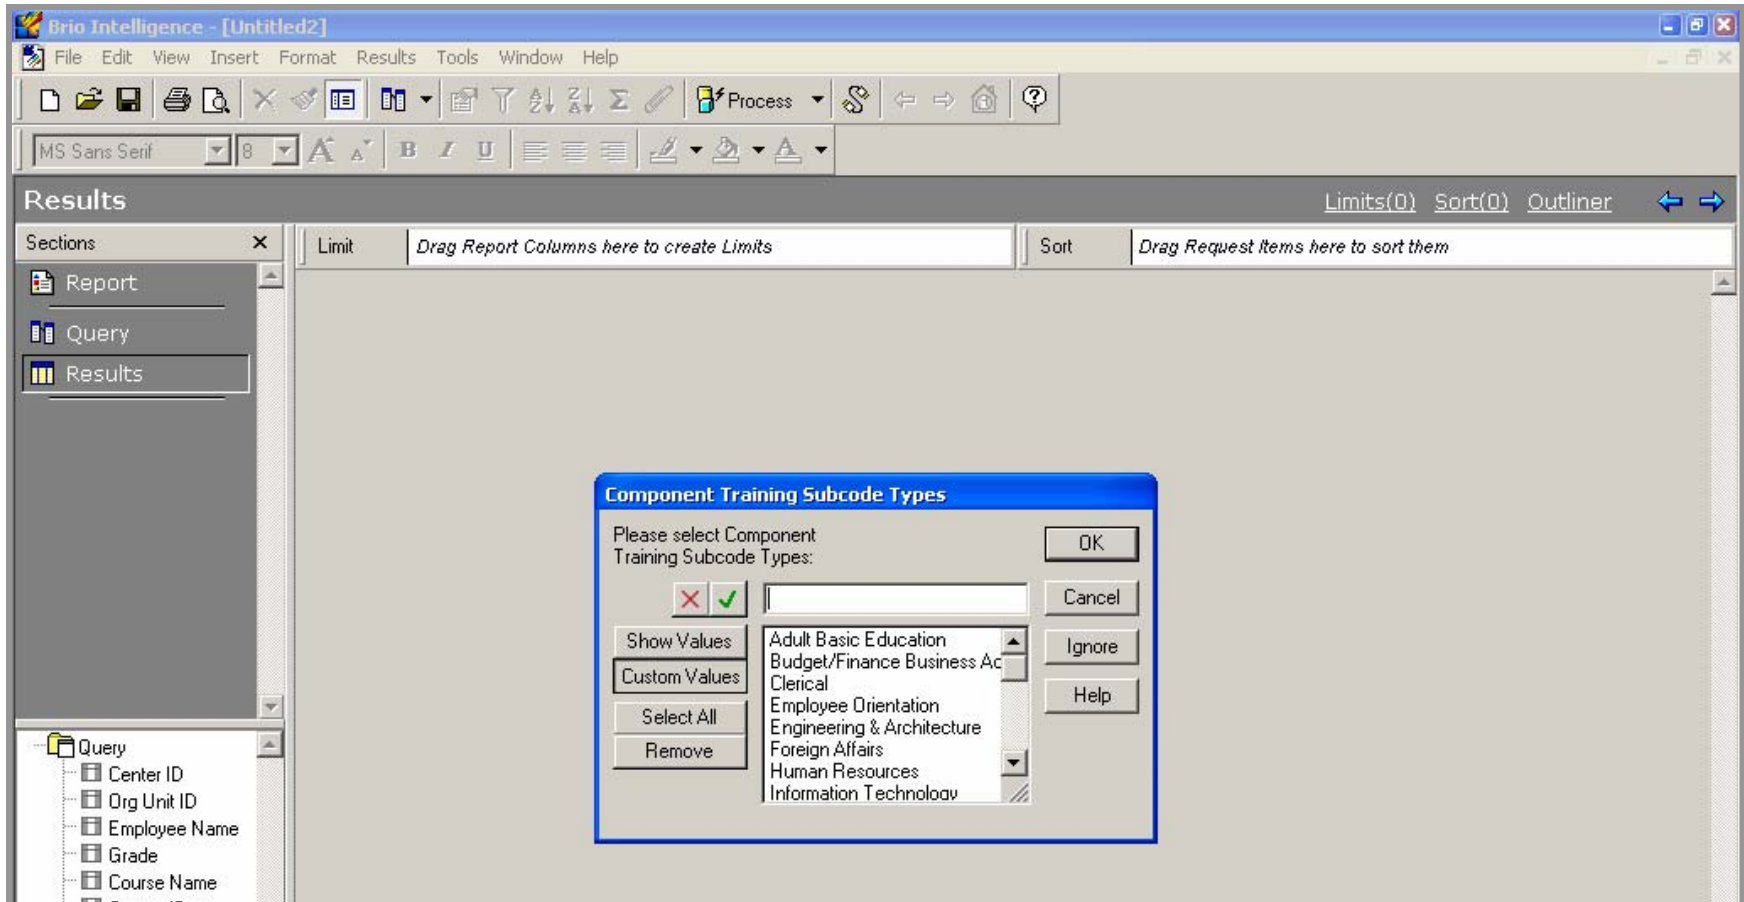 Brio Intelligence - [Untitled2]
File Edit View Insert Format Results Tools Window Help
Process
MS Sans Serif 8 A A B I U A
Results Limits(0) Sort(0) Outliner
Sections Limit Drag Report Columns here to create Limits Sort Drag Request Items here to sort them
Report
Query
Results
Component Training Subcode Types
Please select Component
Training Subcode Types:
OK
Cancel
Show Values
Custom Values
Select All
Remove
Adult Basic Education
Budget/Finance Business Ac
Clerical
Employee Orientation
Engineering & Architecture
Foreign Affairs
Human Resources
Information Technology
Ignore
Help
Query
Center ID
Org Unit ID
Employee Name
Grade
Course Name